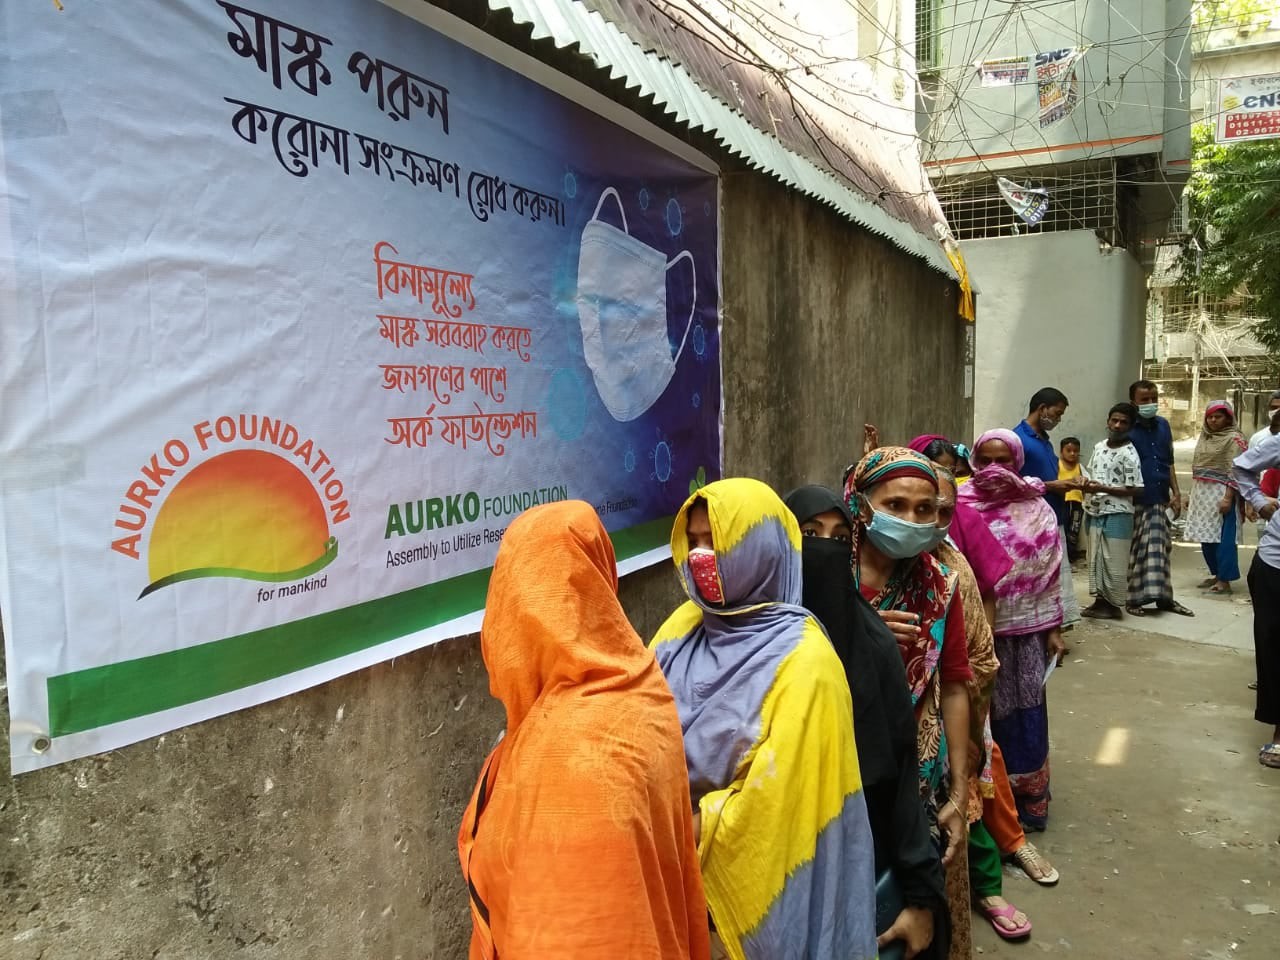 মাস্ক পরুন
করোনা সংক্রমণ রোধ করুন।
বিনামূল্যে
মাস্ক সরবরাহ করতে
জনগণের পাশে
অর্ক ফাউন্ডেশন
AURKO FOUNDATION
for mankind
AURKO FOUNDATION
Assembly to Utilize